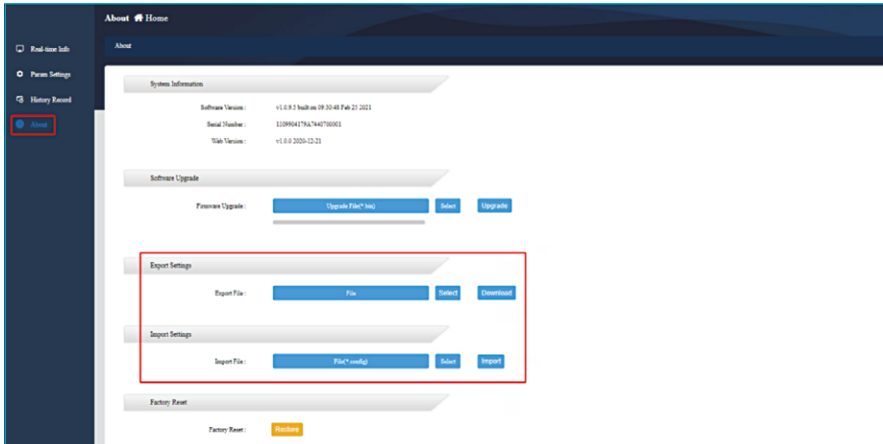 About Home
Real-time Info
Param Settings
History Record
About
About
System Information
Software Version : v1.0.9.5 built on 09:50:48 Feb 25 2021
Serial Number : 1109904179A7440700001
Web Version : v1.0.0 2020-12-21
Software Upgrade
Firmware Upgrade : Upgrade File(*.bin) Select Upgrade
Export Settings
Export File : File Select Download
Import Settings
Import File : File(*.config) Select Import
Factory Reset
Factory Reset : Restore